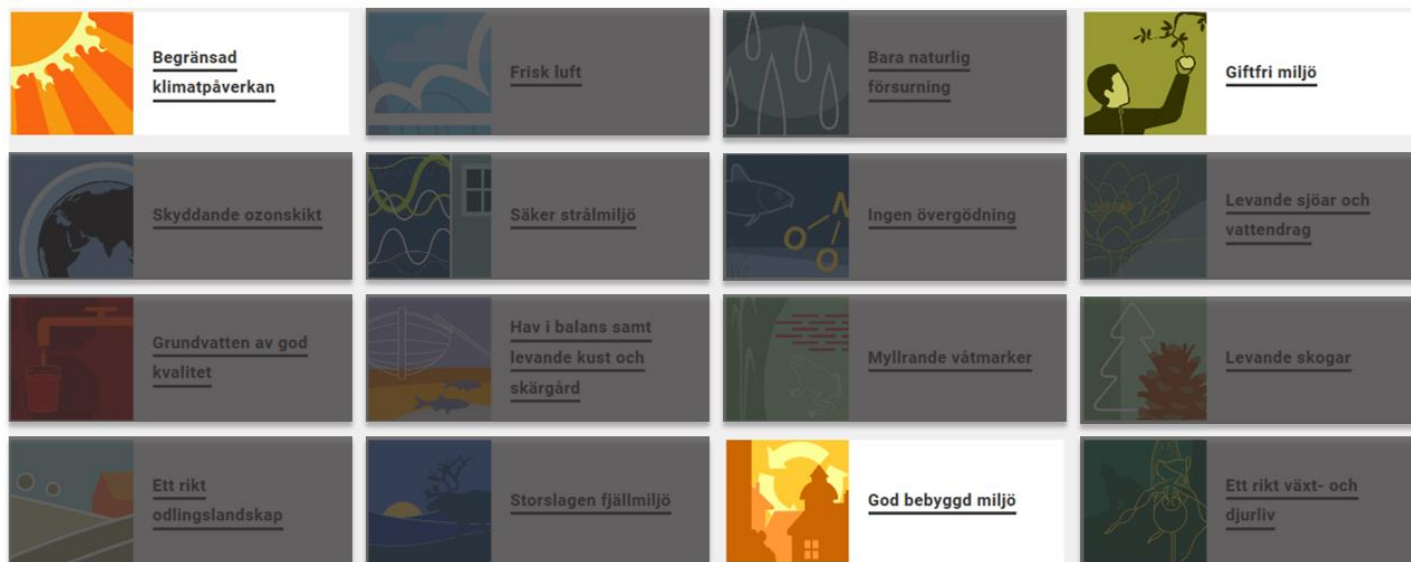 Begränsad
klimatpåverkan
Frisk luft
Bara naturlig
försurning
Giftfri miljö
Skyddande ozonskikt
Säker strålmiljö
Ingen övergödning
Levande sjöar och
vattendrag
Grundvatten av god
kvalitet
Hav i balans samt
levande kust och
skärgård
Myllrande våtmarker
Levande skogar
Ett rikt
odlingslandskap
Storslagen fjällmiljö
God bebyggd miljö
Ett rikt växt- och
djurliv
N
O
O